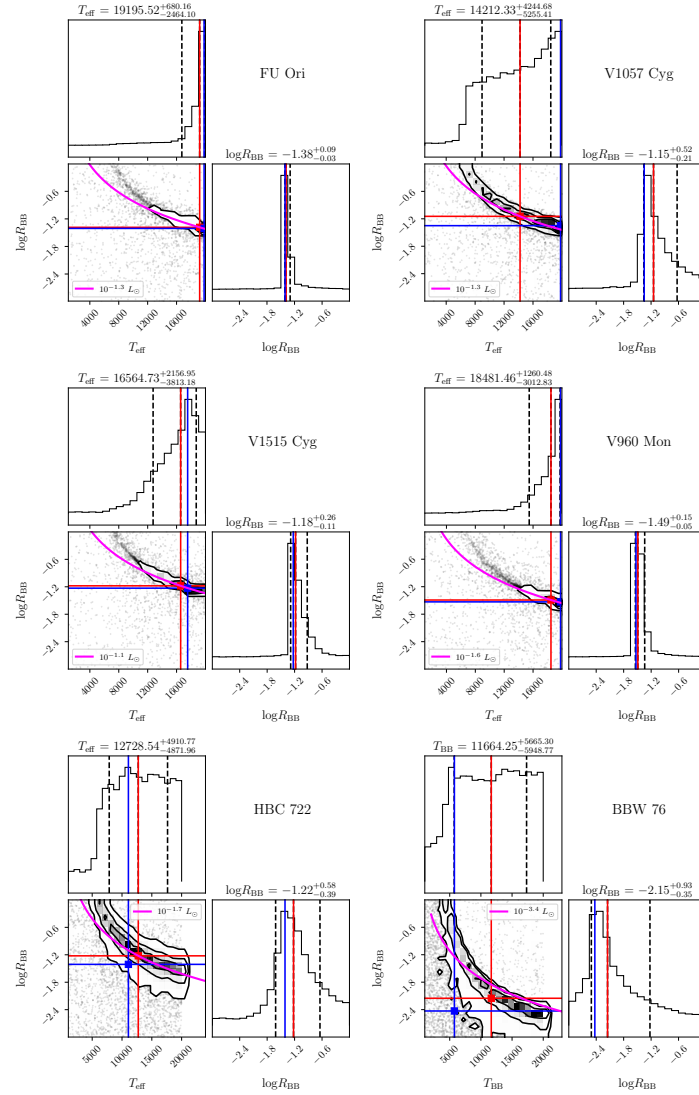 T_eff = 19195.52 +680.16 −2464.10
FU Ori
log R_BB = −1.38 +0.09 −0.03
log R_BB
−0.6
−1.2
−1.8
−2.4
10^−1.3 L_⊙
4000 8000 12000 16000
T_eff
−2.4 −1.8 −1.2 −0.6
log R_BB
T_eff = 14212.33 +4244.68 −5255.41
V1057 Cyg
log R_BB = −1.15 +0.52 −0.21
log R_BB
−0.6
−1.2
−1.8
−2.4
10^−1.3 L_⊙
4000 8000 12000 16000
T_eff
−2.4 −1.8 −1.2 −0.6
log R_BB
T_eff = 16564.73 +2156.95 −3813.18
V1515 Cyg
log R_BB = −1.18 +0.26 −0.11
log R_BB
−0.6
−1.2
−1.8
−2.4
10^−1.1 L_⊙
4000 8000 12000 16000
T_eff
−2.4 −1.8 −1.2 −0.6
log R_BB
T_eff = 18481.46 +1260.48 −3012.83
V960 Mon
log R_BB = −1.49 +0.15 −0.05
log R_BB
−0.6
−1.2
−1.8
−2.4
10^−1.6 L_⊙
4000 8000 12000 16000
T_eff
−2.4 −1.8 −1.2 −0.6
log R_BB
T_eff = 12728.54 +4910.77 −4871.96
HBC 722
log R_BB = −1.22 +0.58 −0.39
log R_BB
−0.6
−1.2
−1.8
−2.4
10^−1.7 L_⊙
5000 10000 15000 20000
T_eff
−2.4 −1.8 −1.2 −0.6
log R_BB
T_BB = 11664.25 +5665.30 −5948.77
BBW 76
log R_BB = −2.15 +0.93 −0.35
log R_BB
−0.6
−1.2
−1.8
−2.4
10^−3.4 L_⊙
5000 10000 15000 20000
T_BB
−2.4 −1.8 −1.2 −0.6
log R_BB